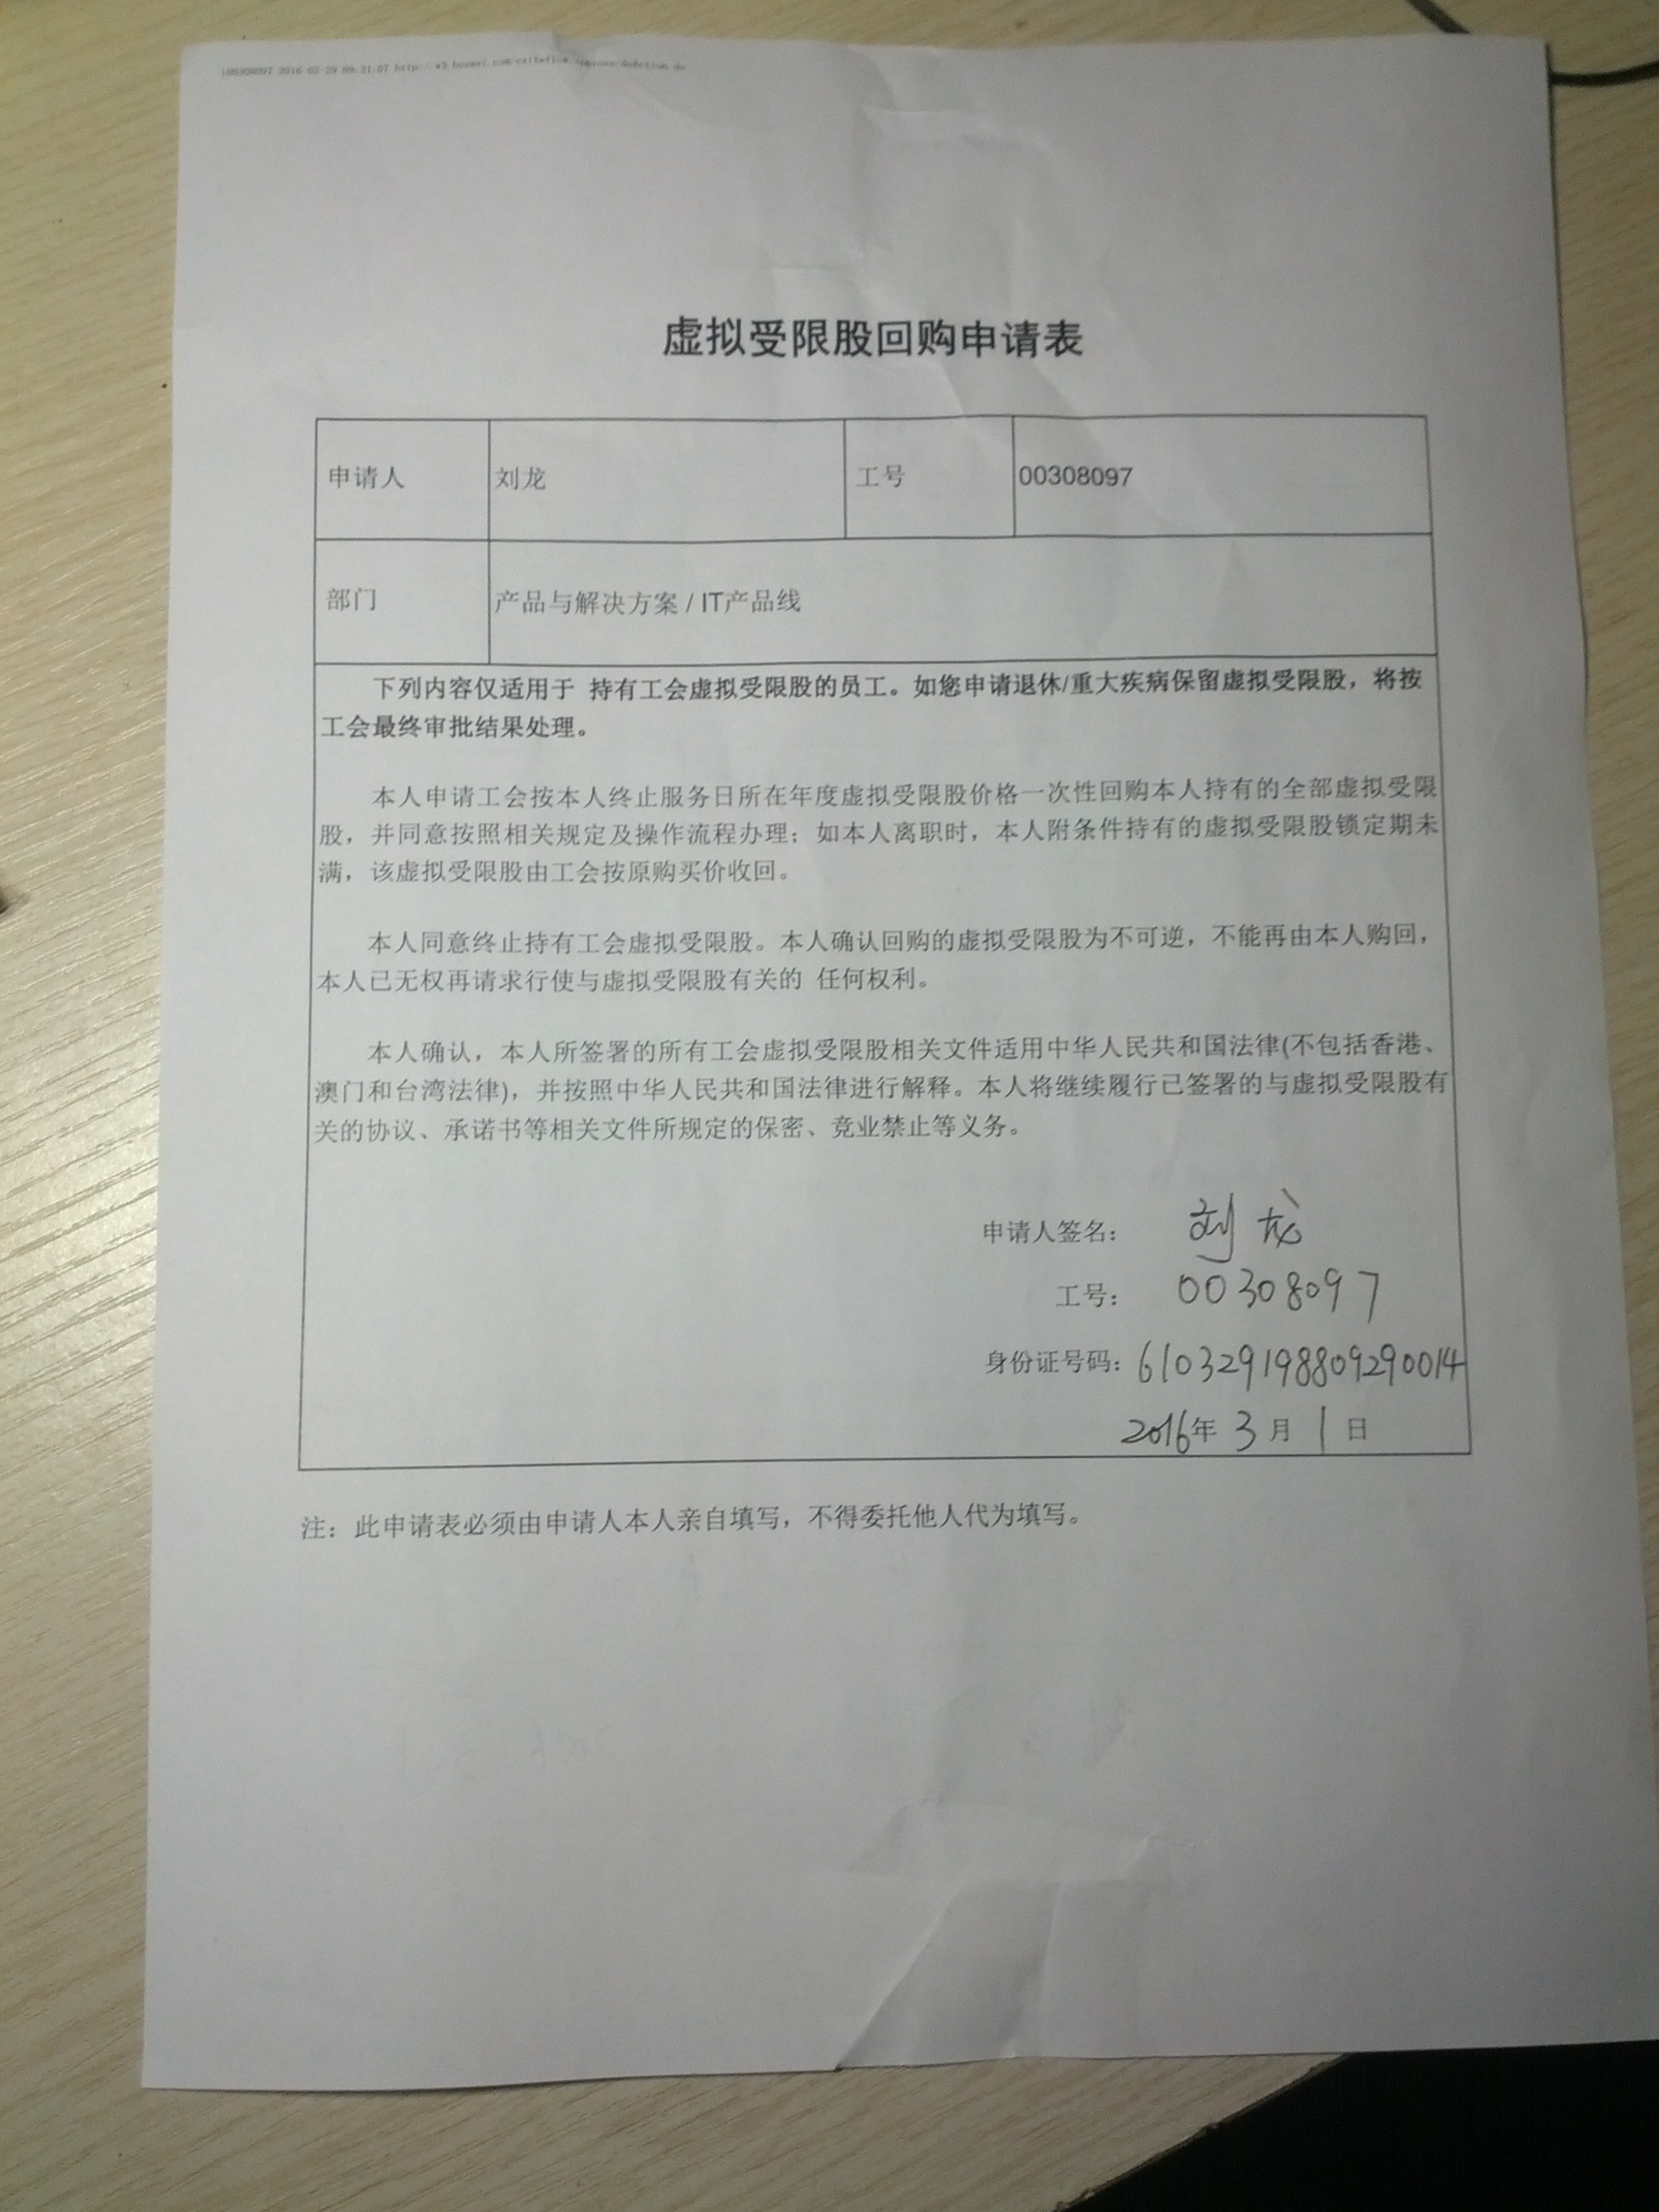 虚拟受限股回购申请表
申请人 刘龙 工号 00308097
部门 产品与解决方案 / IT产品线
下列内容仅适用于 持有工会虚拟受限股的员工。如您申请退休/重大疾病保留虚拟受限股，将按
工会最终审批结果处理。
本人申请工会按本人终止服务日所在年度虚拟受限股价格一次性回购本人持有的全部虚拟受限
股，并同意按照相关规定及操作流程办理；如本人离职时，本人附条件持有的虚拟受限股锁定期未
满，该虚拟受限股由工会按原购买价收回。
本人同意终止持有工会虚拟受限股。本人确认回购的虚拟受限股为不可逆，不能再由本人购回，
本人已无权再请求行使与虚拟受限股有关的 任何权利。
本人确认，本人所签署的所有工会虚拟受限股相关文件适用中华人民共和国法律(不包括香港、
澳门和台湾法律)，并按照中华人民共和国法律进行解释。本人将继续履行已签署的与虚拟受限股有
关的协议、承诺书等相关文件所规定的保密、竞业禁止等义务。
申请人签名： 刘龙
工号： 00308097
身份证号码：610329198809290014
2016年 3 月 1 日
注：此申请表必须由申请人本人亲自填写，不得委托他人代为填写。